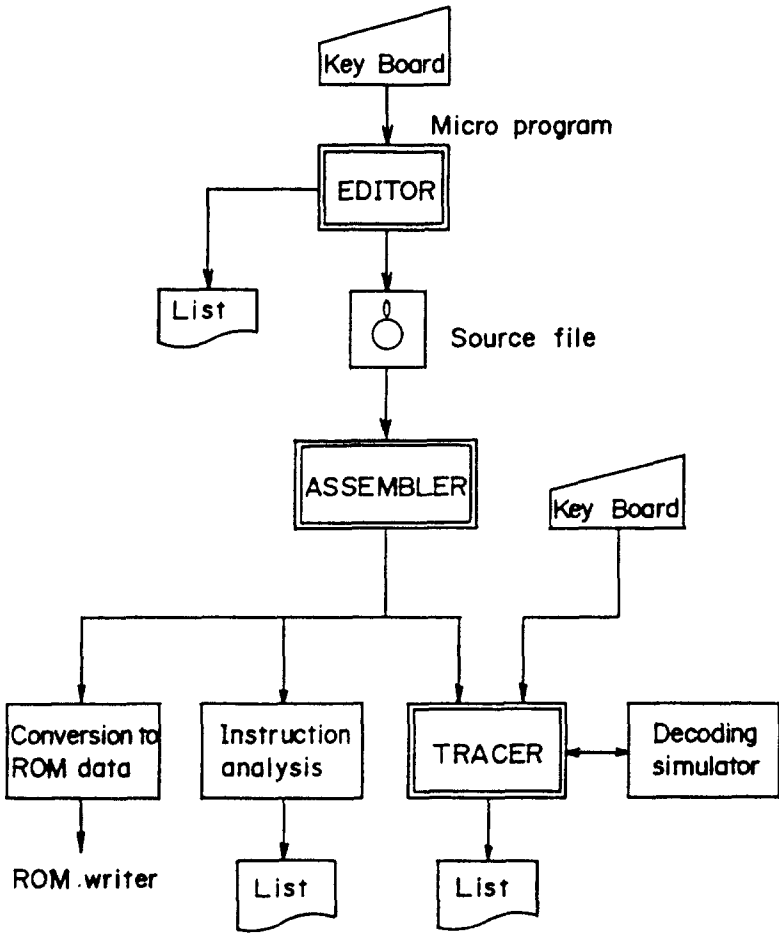 Key Board
Micro program
EDITOR
List
Source file
ASSEMBLER
Key Board
Conversion to
ROM data
Instruction
analysis
TRACER
Decoding
simulator
ROM writer
List
List